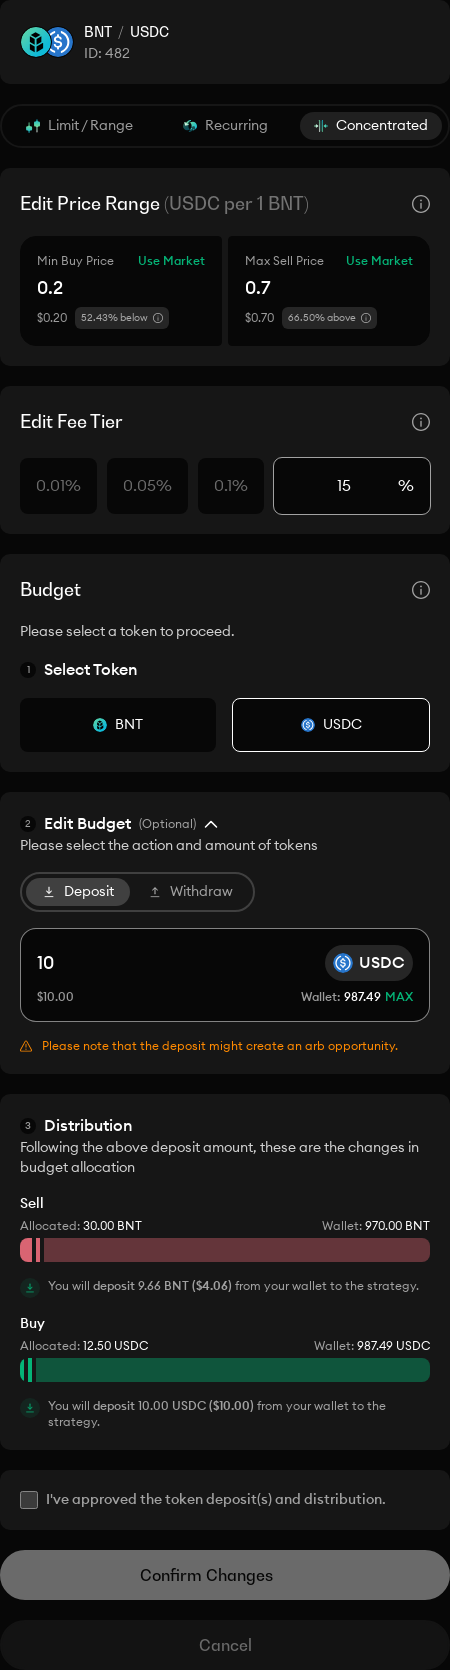 BNT / USDC
ID: 482
Limit / Range
Recurring
Concentrated
Edit Price Range (USDC per 1 BNT)
Min Buy Price
Use Market
0.2
$0.20
52.43% below
Max Sell Price
Use Market
0.7
$0.70
66.50% above
Edit Fee Tier
0.01%
0.05%
0.1%
15
%
Budget
Please select a token to proceed.
1 Select Token
BNT
USDC
2 Edit Budget (Optional)
Please select the action and amount of tokens
Deposit
Withdraw
10
USDC
$10.00
Wallet: 987.49 MAX
Please note that the deposit might create an arb opportunity.
3 Distribution
Following the above deposit amount, these are the changes in
budget allocation
Sell
Allocated: 30.00 BNT
Wallet: 970.00 BNT
You will deposit 9.66 BNT ($4.06) from your wallet to the strategy.
Buy
Allocated: 12.50 USDC
Wallet: 987.49 USDC
You will deposit 10.00 USDC ($10.00) from your wallet to the
strategy.
I've approved the token deposit(s) and distribution.
Confirm Changes
Cancel